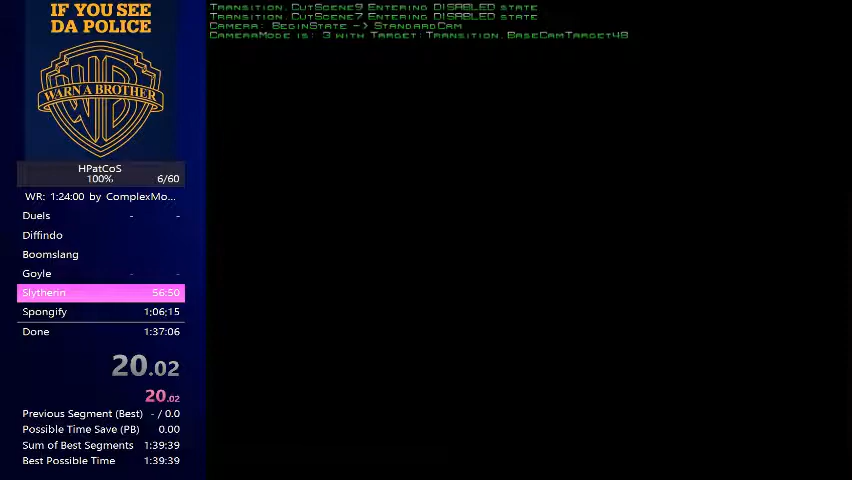 IF YOU SEE
DA POLICE
WB
WARN A BROTHER
HPatCoS
100% 6/60
WR: 1:24:00 by ComplexMo...
Duels - -
Diffindo
Boomslang
Goyle - -
Slytherin 56:50
Spongify 1:06:15
Done 1:37:06
20.02
20.02
Previous Segment (Best) - / 0.0
Possible Time Save (PB) 0.00
Sum of Best Segments 1:39:39
Best Possible Time 1:39:39
Transition.CutScene9 Entering DISABLED state
Transition.CutScene7 Entering DISABLED state
Camera: BeginState -> StandardCam
CameraMode is: 3 with Target: Transition.BaseCamTarget48